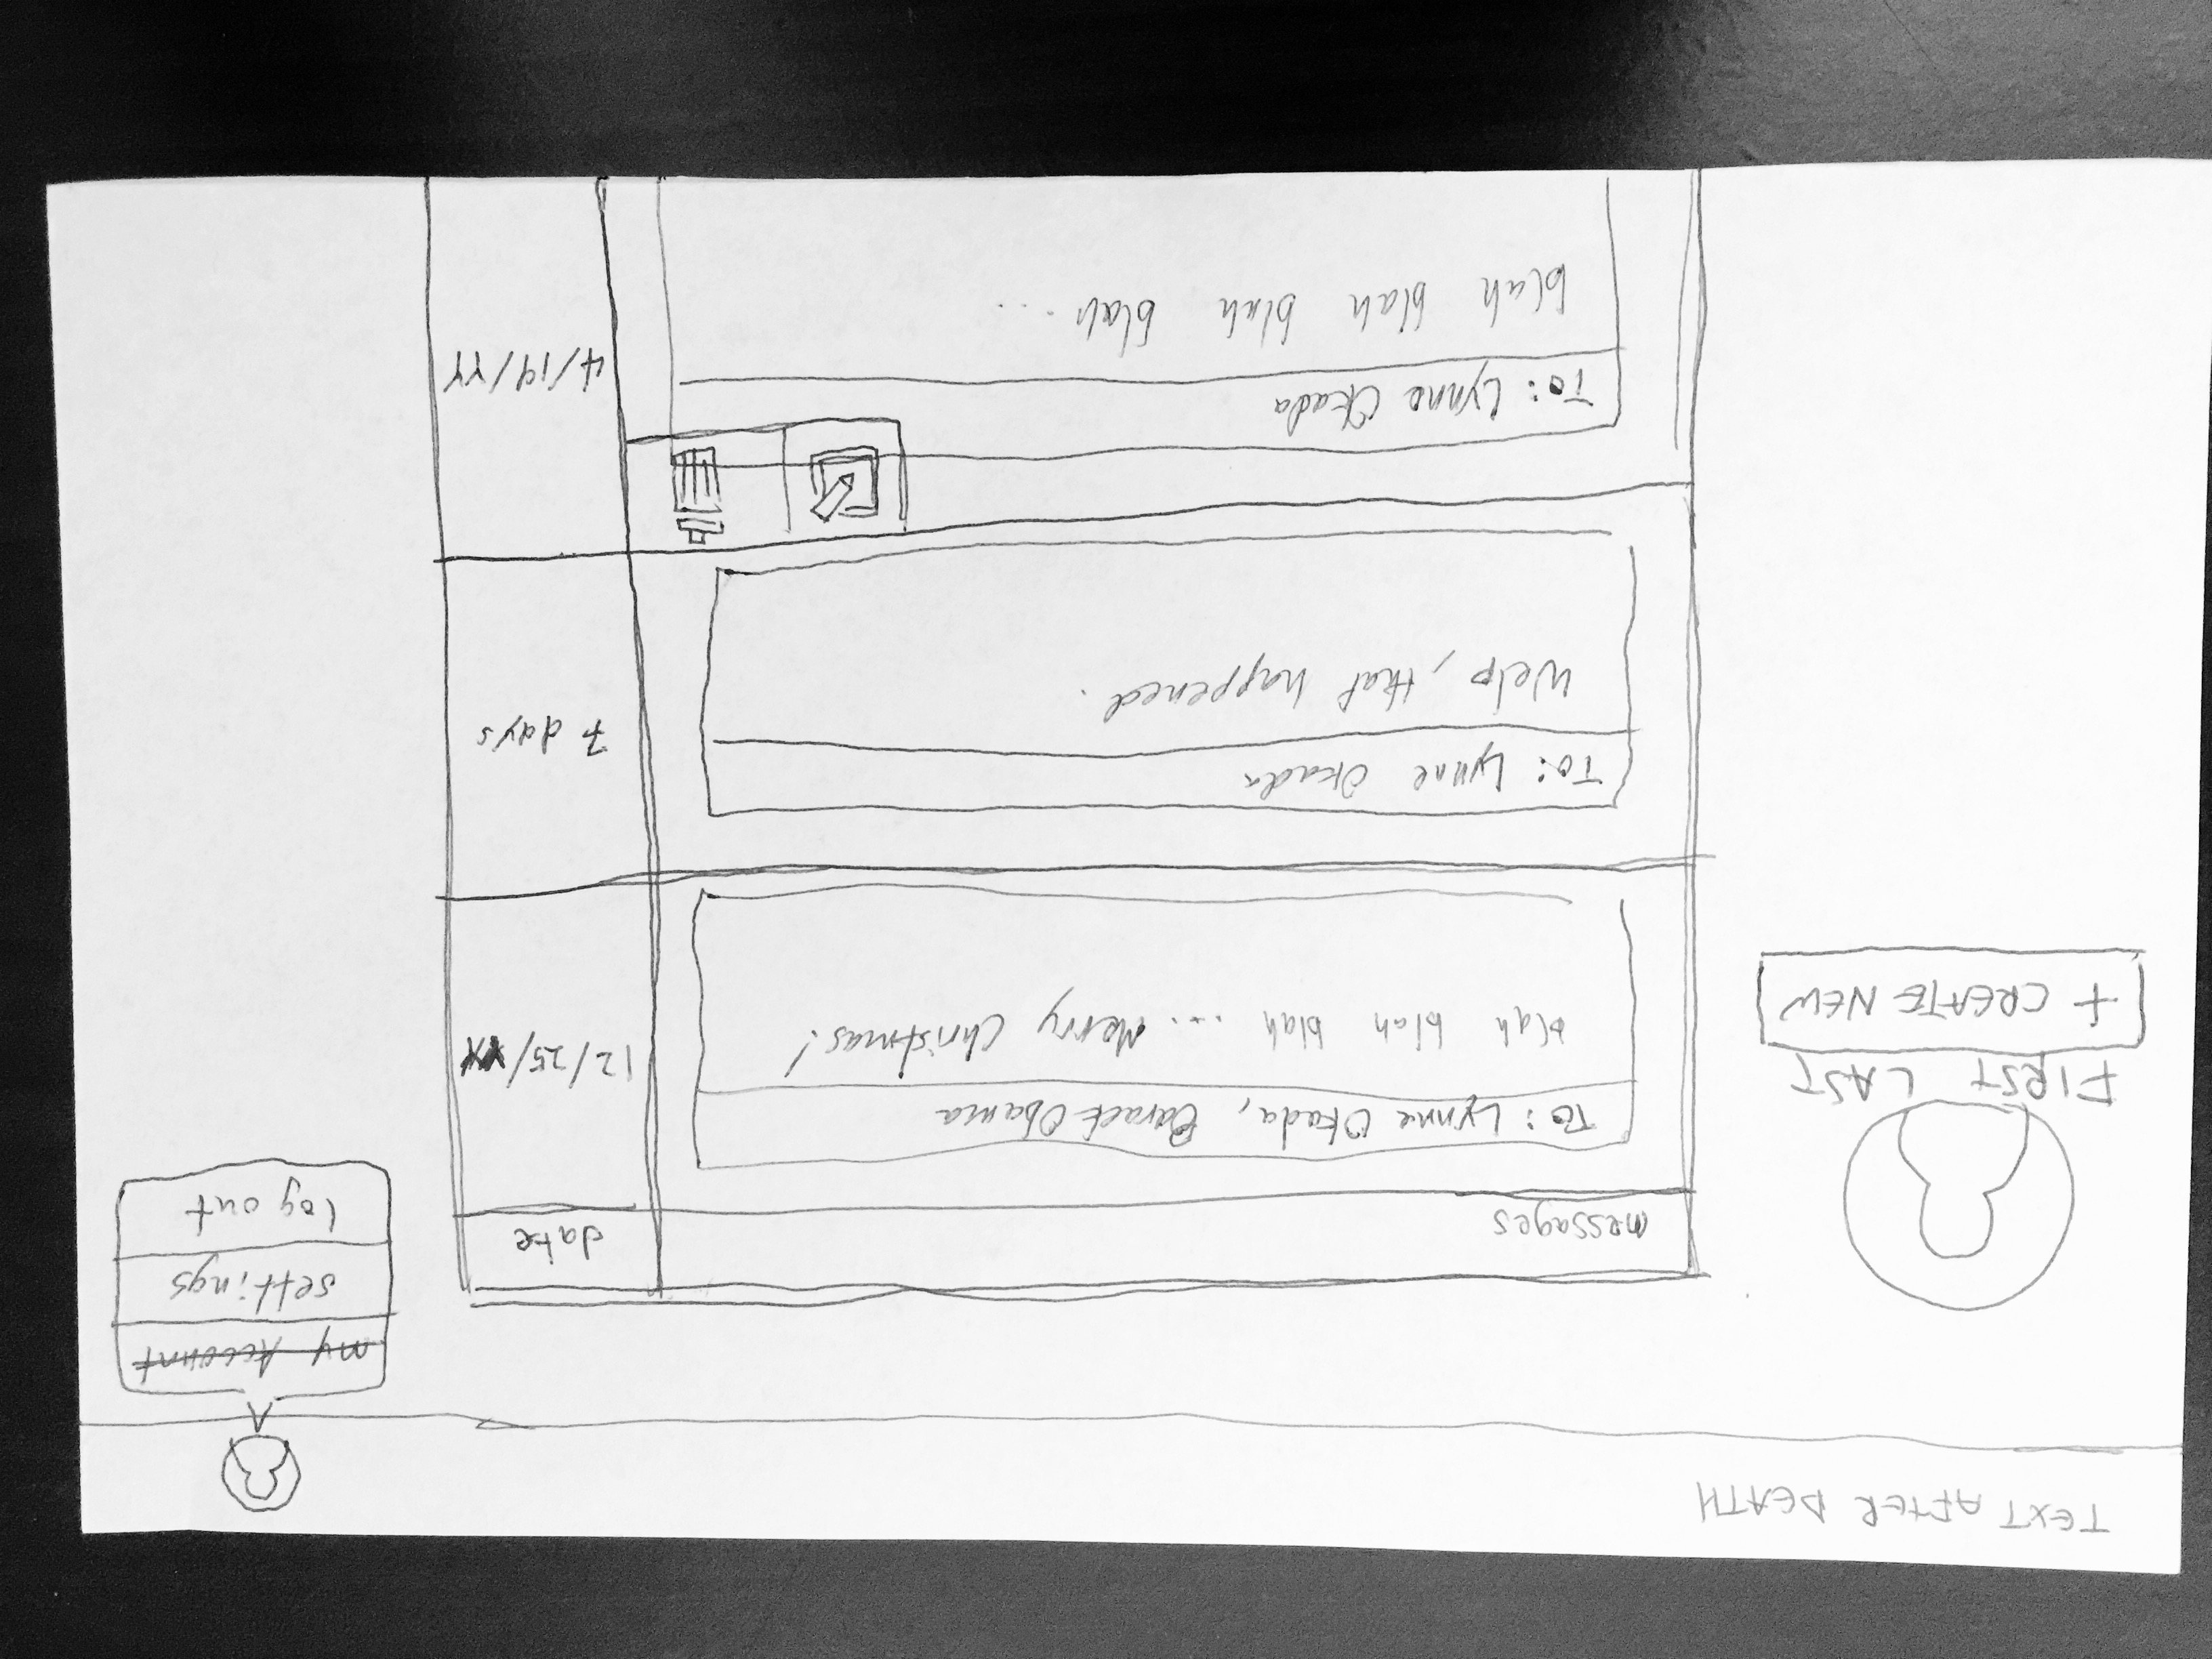 TEXT AFTER DEATH
my Account
settings
log out
FIRST LAST
+ CREATE NEW
messages
date
To: Lynne Okada, Barack Obama
blah blah blah ... Merry Christmas!
12/25/
To: Lynne Okada
Welp, that happened.
7 days
To: Lynne Okada
blah blah blah blah ...
4/19/YY